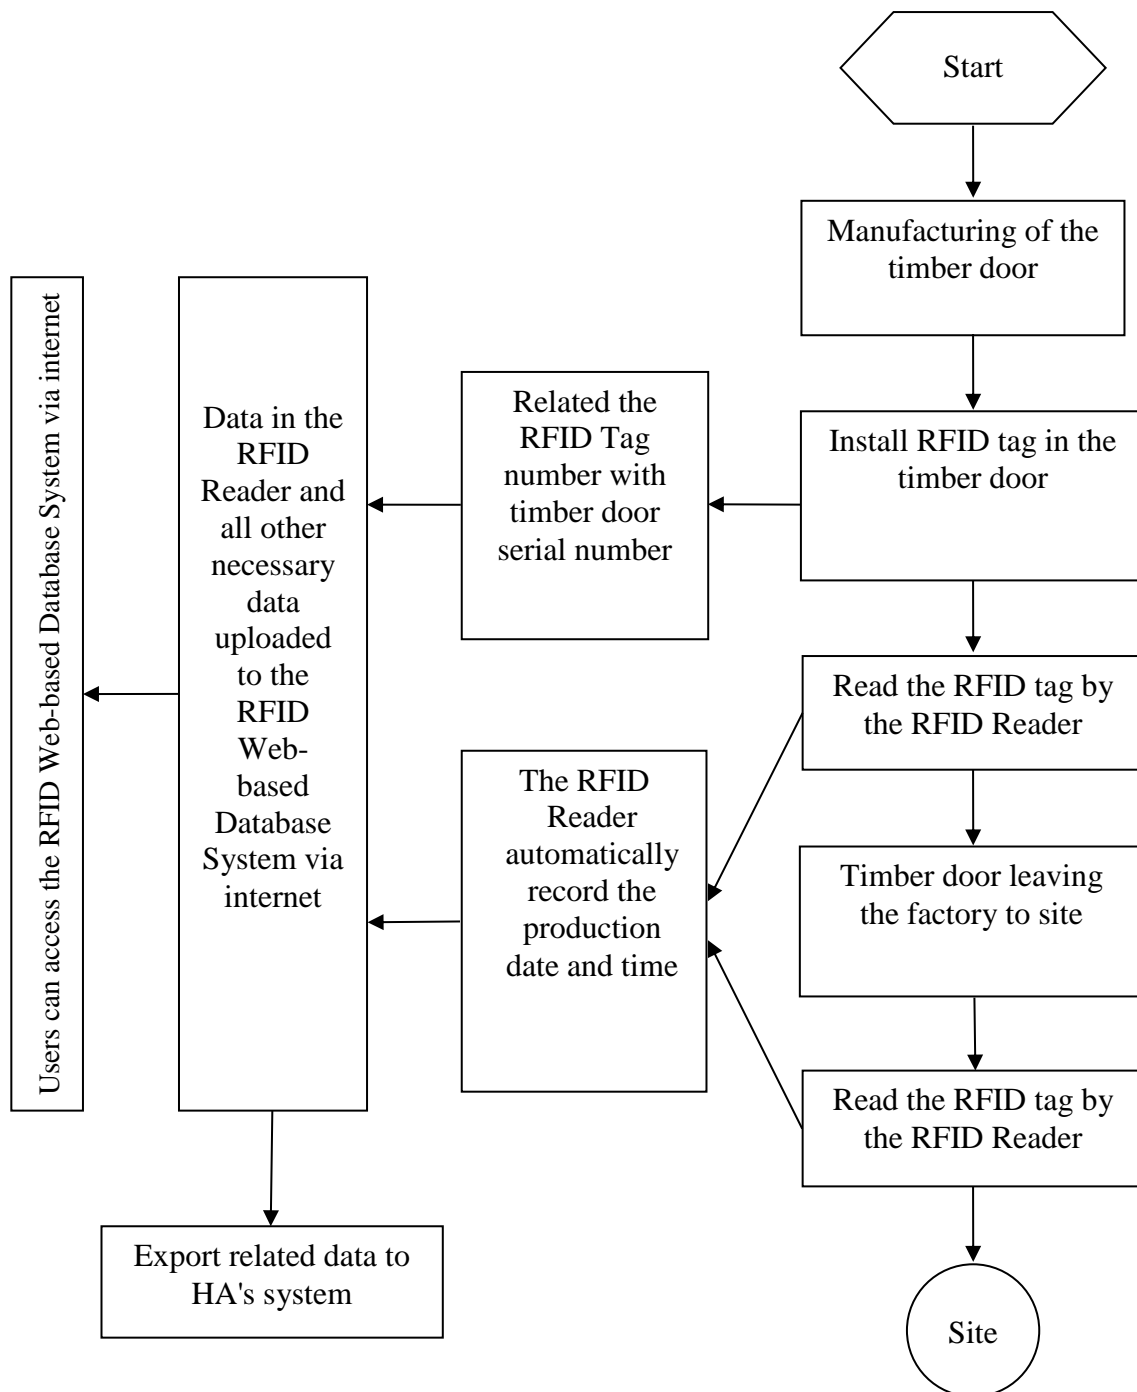 Start
Manufacturing of the
timber door
Install RFID tag in the
timber door
Related the
RFID Tag
number with
timber door
serial number
Read the RFID tag by
the RFID Reader
The RFID
Reader
automatically
record the
production
date and time
Timber door leaving
the factory to site
Read the RFID tag by
the RFID Reader
Site
Data in the
RFID
Reader and
all other
necessary
data
uploaded
to the
RFID
Web-
based
Database
System via
internet
Users can access the RFID Web-based Database System via internet
Export related data to
HA's system